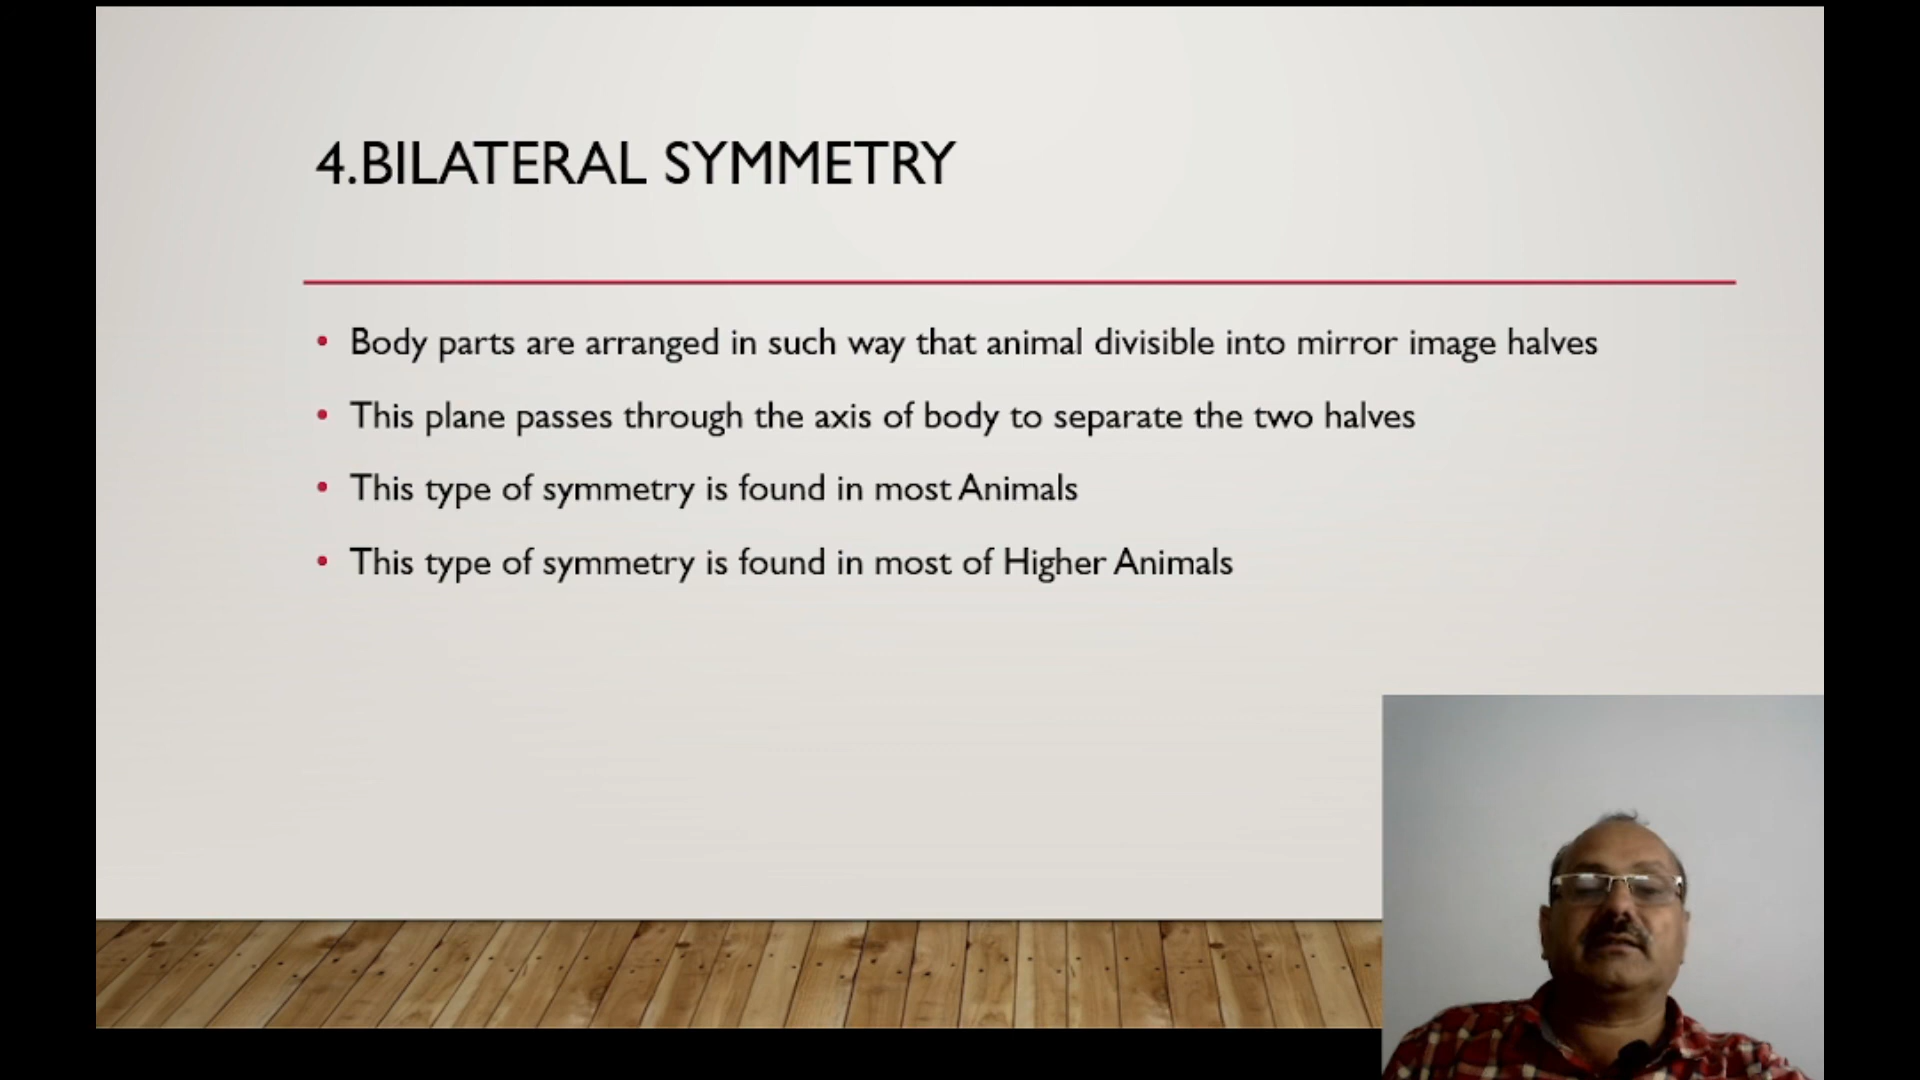 4.BILATERAL SYMMETRY
• Body parts are arranged in such way that animal divisible into mirror image halves
• This plane passes through the axis of body to separate the two halves
• This type of symmetry is found in most Animals
• This type of symmetry is found in most of Higher Animals